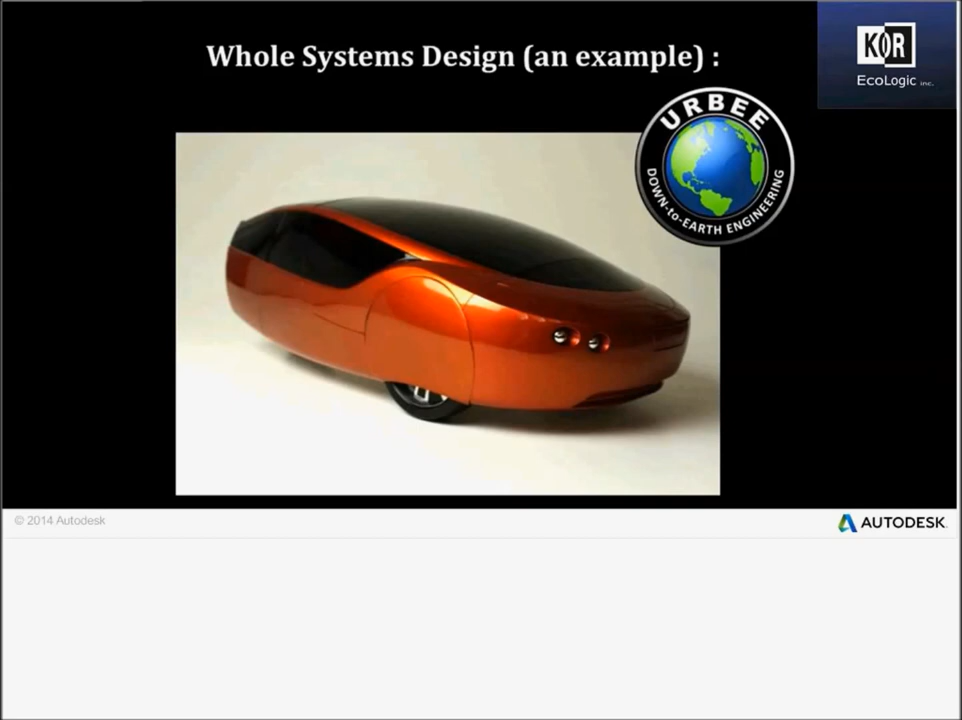 Whole Systems Design (an example) :
KOR
EcoLogic inc.
URBEE
DOWN-to-EARTH ENGINEERING
© 2014 Autodesk
AUTODESK